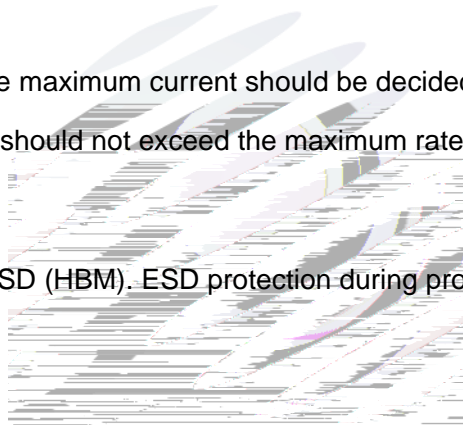 e maximum current should be decided
should not exceed the maximum rate
SD (HBM). ESD protection during pro